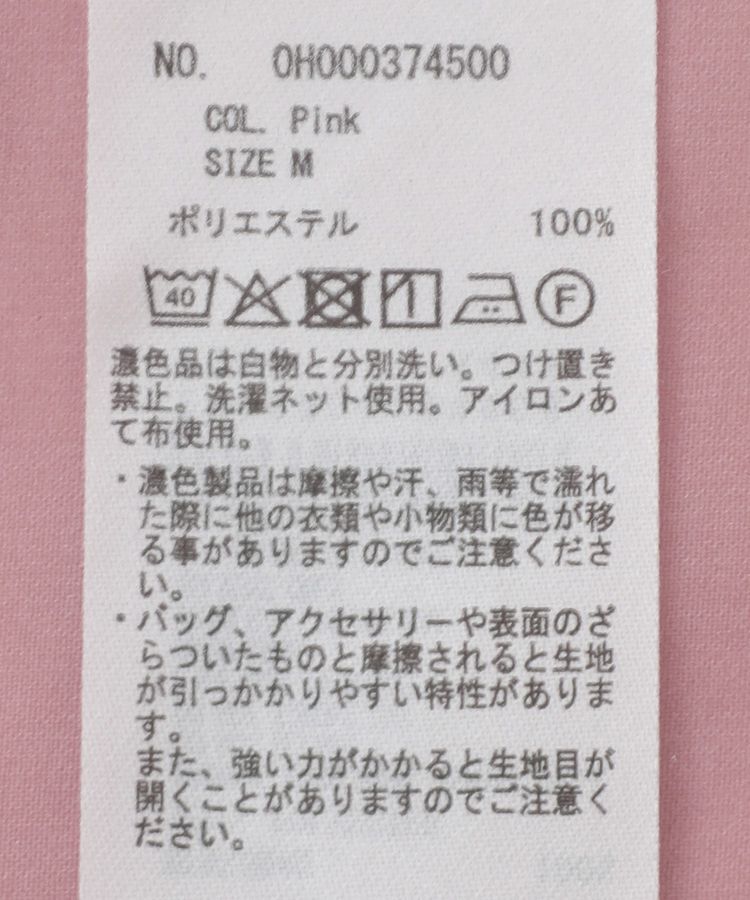 NO. 0H000374500
COL. Pink
SIZE M
ポリエステル 100%
40 F
濃色品は白物と分別洗い。つけ置き
禁止。洗濯ネット使用。アイロンあ
て布使用。
・濃色製品は摩擦や汗、雨等で濡れ
た際に他の衣類や小物類に色が移
る事がありますのでご注意くださ
い。
・バッグ、アクセサリーや表面のざ
らついたものと摩擦されると生地
が引っかかりやすい特性がありま
す。
また、強い力がかかると生地目が
開くことがありますのでご注意く
ださい。